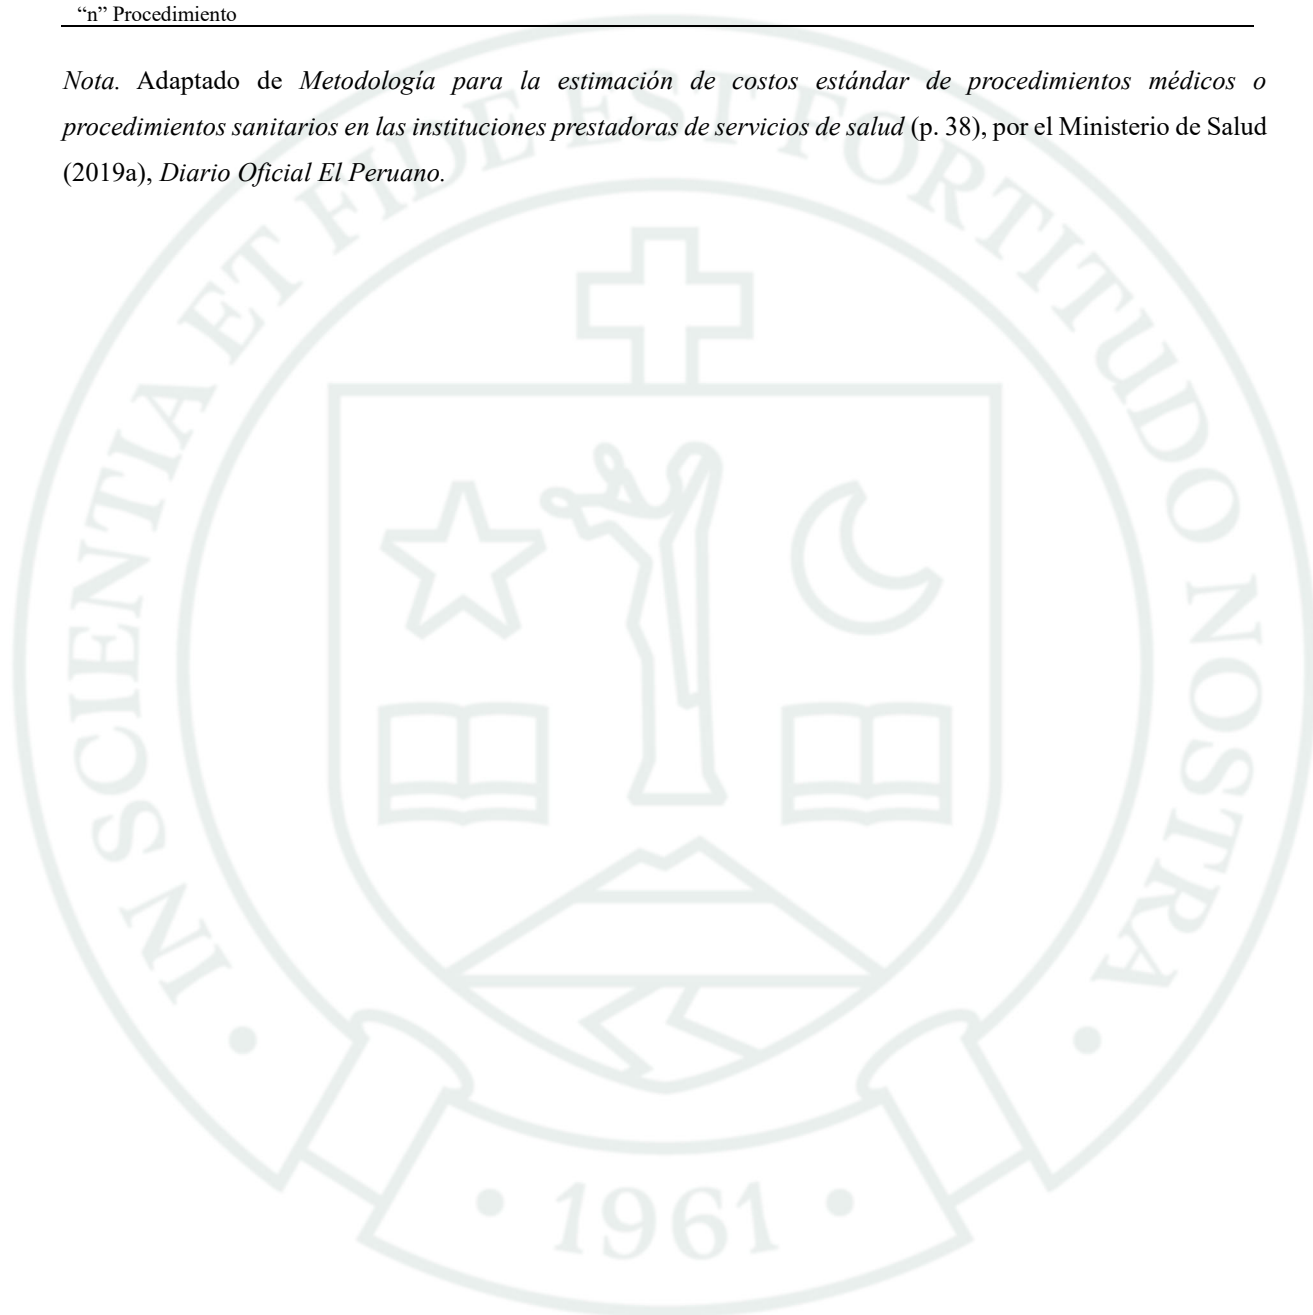 “n” Procedimiento
Nota. Adaptado de Metodología para la estimación de costos estándar de procedimientos médicos o
procedimientos sanitarios en las instituciones prestadoras de servicios de salud (p. 38), por el Ministerio de Salud
(2019a), Diario Oficial El Peruano.
IN SCIENTIA ET FIDE EST FORTITUDO NOSTRA
• 1961 •